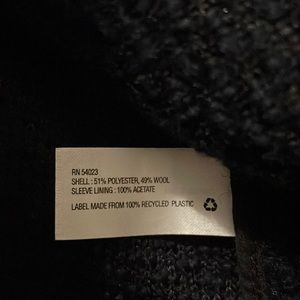 RN 54023
SHELL : 51% POLYESTER, 49% WOOL
SLEEVE LINING : 100% ACETATE
LABEL MADE FROM 100% RECYCLED PLASTIC